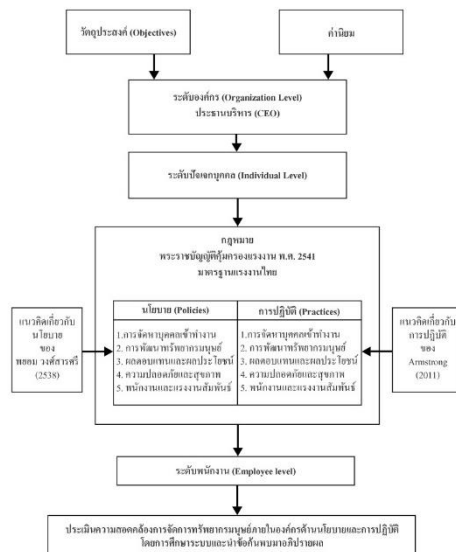 วัตถุประสงค์ (Objectives)
ค่านิยม
ระดับองค์กร (Organization Level)
ประธานบริหาร (CEO)
ระดับปัจเจกบุคคล (Individual Level)
กฎหมาย
พระราชบัญญัติคุ้มครองแรงงาน พ.ศ. 2541
มาตรฐานแรงงานไทย
นโยบาย (Policies)
1.การจัดหาบุคคลเข้าทำงาน
2. การพัฒนาทรัพยากรมนุษย์
3. ผลตอบแทนและผลประโยชน์
4. ความปลอดภัยและสุขภาพ
5. พนักงานและแรงงานสัมพันธ์
การปฏิบัติ (Practices)
1.การจัดหาบุคคลเข้าทำงาน
2. การพัฒนาทรัพยากรมนุษย์
3. ผลตอบแทนและผลประโยชน์
4. ความปลอดภัยและสุขภาพ
5. พนักงานและแรงงานสัมพันธ์
แนวคิดเกี่ยวกับ
นโยบาย
ของ
พยอม วงศ์สารศรี
(2538)
แนวคิดเกี่ยวกับ
การปฏิบัติ
ของ
Armstrong
(2011)
ระดับพนักงาน (Employee level)
ประเมินความสอดคล้องการจัดการทรัพยากรมนุษย์ภายในองค์กรด้านนโยบายและการปฏิบัติ
โดยการศึกษาระบบและนำข้อค้นพบมาอภิปรายผล